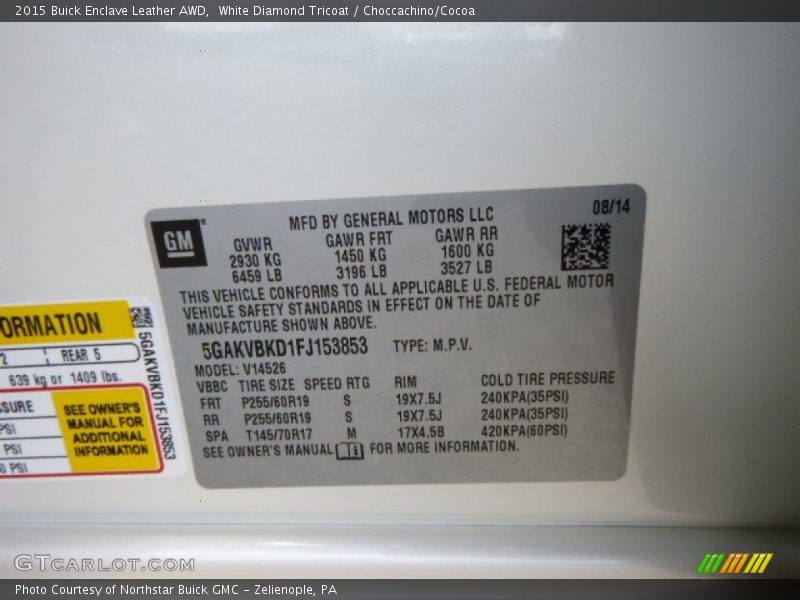 2015 Buick Enclave Leather AWD,  White Diamond Tricoat / Choccachino/Cocoa
GM
MFD BY GENERAL MOTORS LLC
08/14
GVWR GAWR FRT GAWR RR
2930 KG 1450 KG 1600 KG
6459 LB 3196 LB 3527 LB
THIS VEHICLE CONFORMS TO ALL APPLICABLE U.S. FEDERAL MOTOR
VEHICLE SAFETY STANDARDS IN EFFECT ON THE DATE OF
MANUFACTURE SHOWN ABOVE.
5GAKVBKD1FJ153853 TYPE: M.P.V.
MODEL: V14526
VBBC TIRE SIZE SPEED RTG RIM COLD TIRE PRESSURE
FRT P255/60R19 S 19X7.5J 240KPA(35PSI)
RR P255/60R19 S 19X7.5J 240KPA(35PSI)
SPA T145/70R17 M 17X4.5B 420KPA(60PSI)
SEE OWNER'S MANUAL FOR MORE INFORMATION.
ORMATION
2 REAR 5
639 kg or 1409 lbs.
SSURE
PSI
PSI
0 PSI
SEE OWNER'S
MANUAL FOR
ADDITIONAL
INFORMATION
5GAKVBKD1FJ153853
GTCARLOT.COM
Photo Courtesy of Northstar Buick GMC - Zelienople, PA